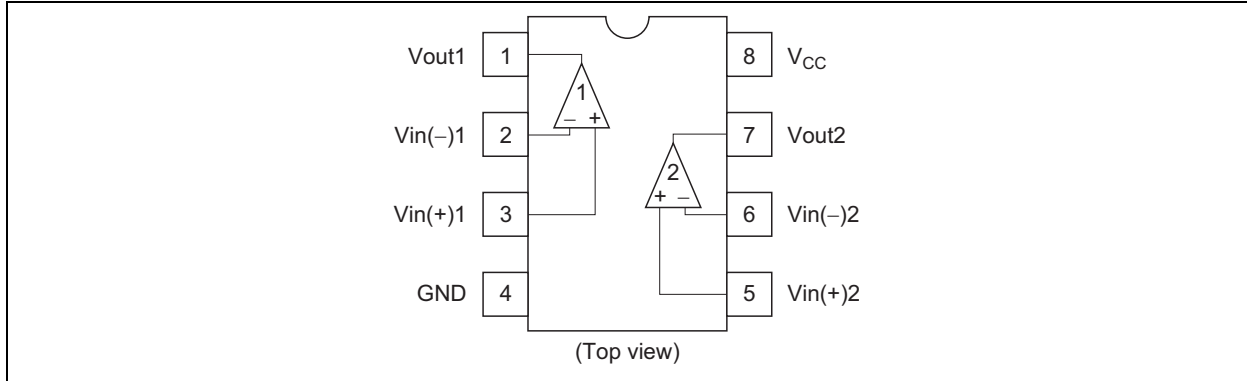 Vout1 1 8 VCC
1
Vin(−)1 2 − + 7 Vout2
2
Vin(+)1 3 + − 6 Vin(−)2
GND 4 5 Vin(+)2
(Top view)